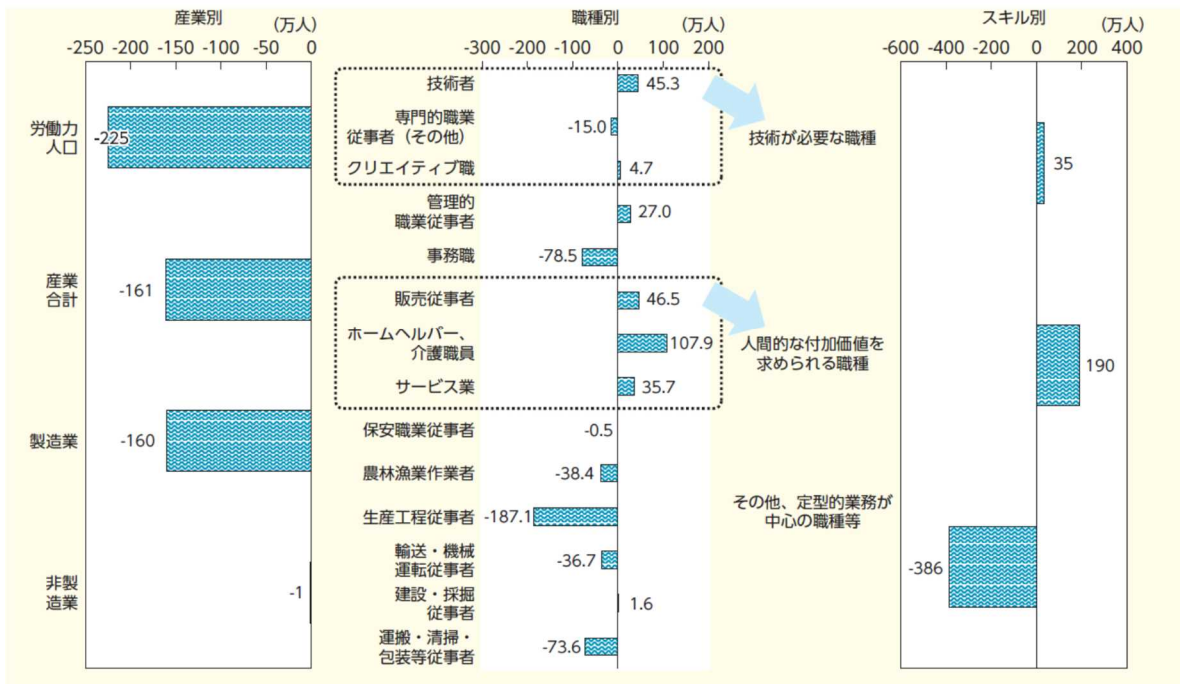 産業別
(万人)
-250 -200 -150 -100 -50 0
労働力
人口
-225
産業
合計
-161
製造業
-160
非製
造業
-1
職種別
(万人)
-300 -200 -100 0 100 200
技術者
45.3
専門的職業
従事者（その他）
-15.0
クリエイティブ職
4.7
管理的
職業従事者
27.0
事務職
-78.5
販売従事者
46.5
ホームヘルパー、
介護職員
107.9
サービス業
35.7
保安職業従事者
-0.5
農林漁業作業者
-38.4
生産工程従事者
-187.1
輸送・機械
運転従事者
-36.7
建設・採掘
従事者
1.6
運搬・清掃・
包装等従事者
-73.6
スキル別
(万人)
-600 -400 -200 0 200 400
技術が必要な職種
35
人間的な付加価値を
求められる職種
190
その他、定型的業務が
中心の職種等
-386